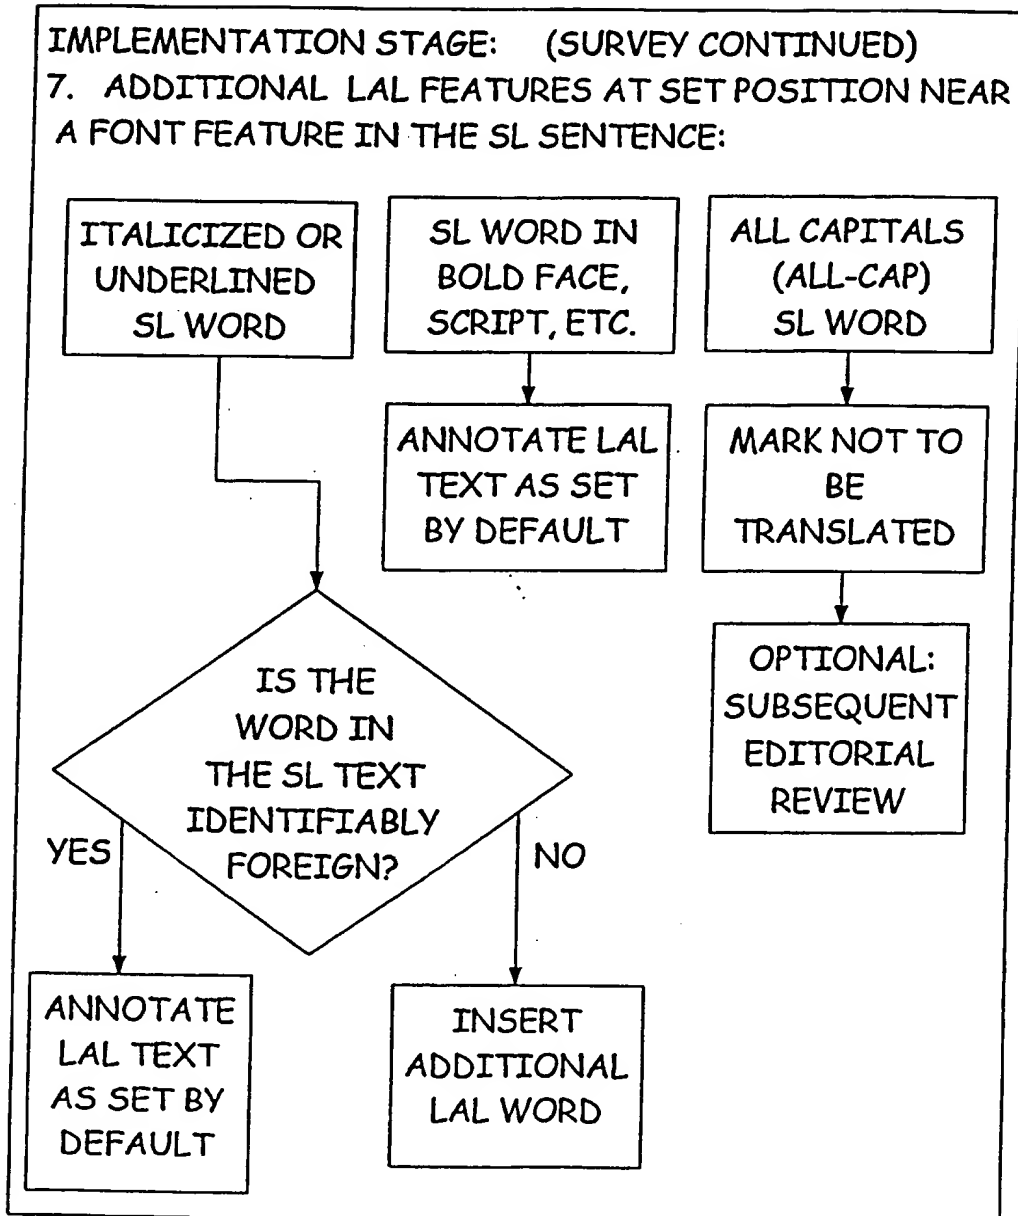 IMPLEMENTATION STAGE: (SURVEY CONTINUED)
7. ADDITIONAL LAL FEATURES AT SET POSITION NEAR
A FONT FEATURE IN THE SL SENTENCE:
ITALICIZED OR
UNDERLINED
SL WORD
SL WORD IN
BOLD FACE,
SCRIPT, ETC.
ALL CAPITALS
(ALL-CAP)
SL WORD
ANNOTATE LAL
TEXT AS SET
BY DEFAULT
MARK NOT TO
BE
TRANSLATED
OPTIONAL:
SUBSEQUENT
EDITORIAL
REVIEW
IS THE
WORD IN
THE SL TEXT
IDENTIFIABLY
FOREIGN?
YES
NO
ANNOTATE
LAL TEXT
AS SET BY
DEFAULT
INSERT
ADDITIONAL
LAL WORD